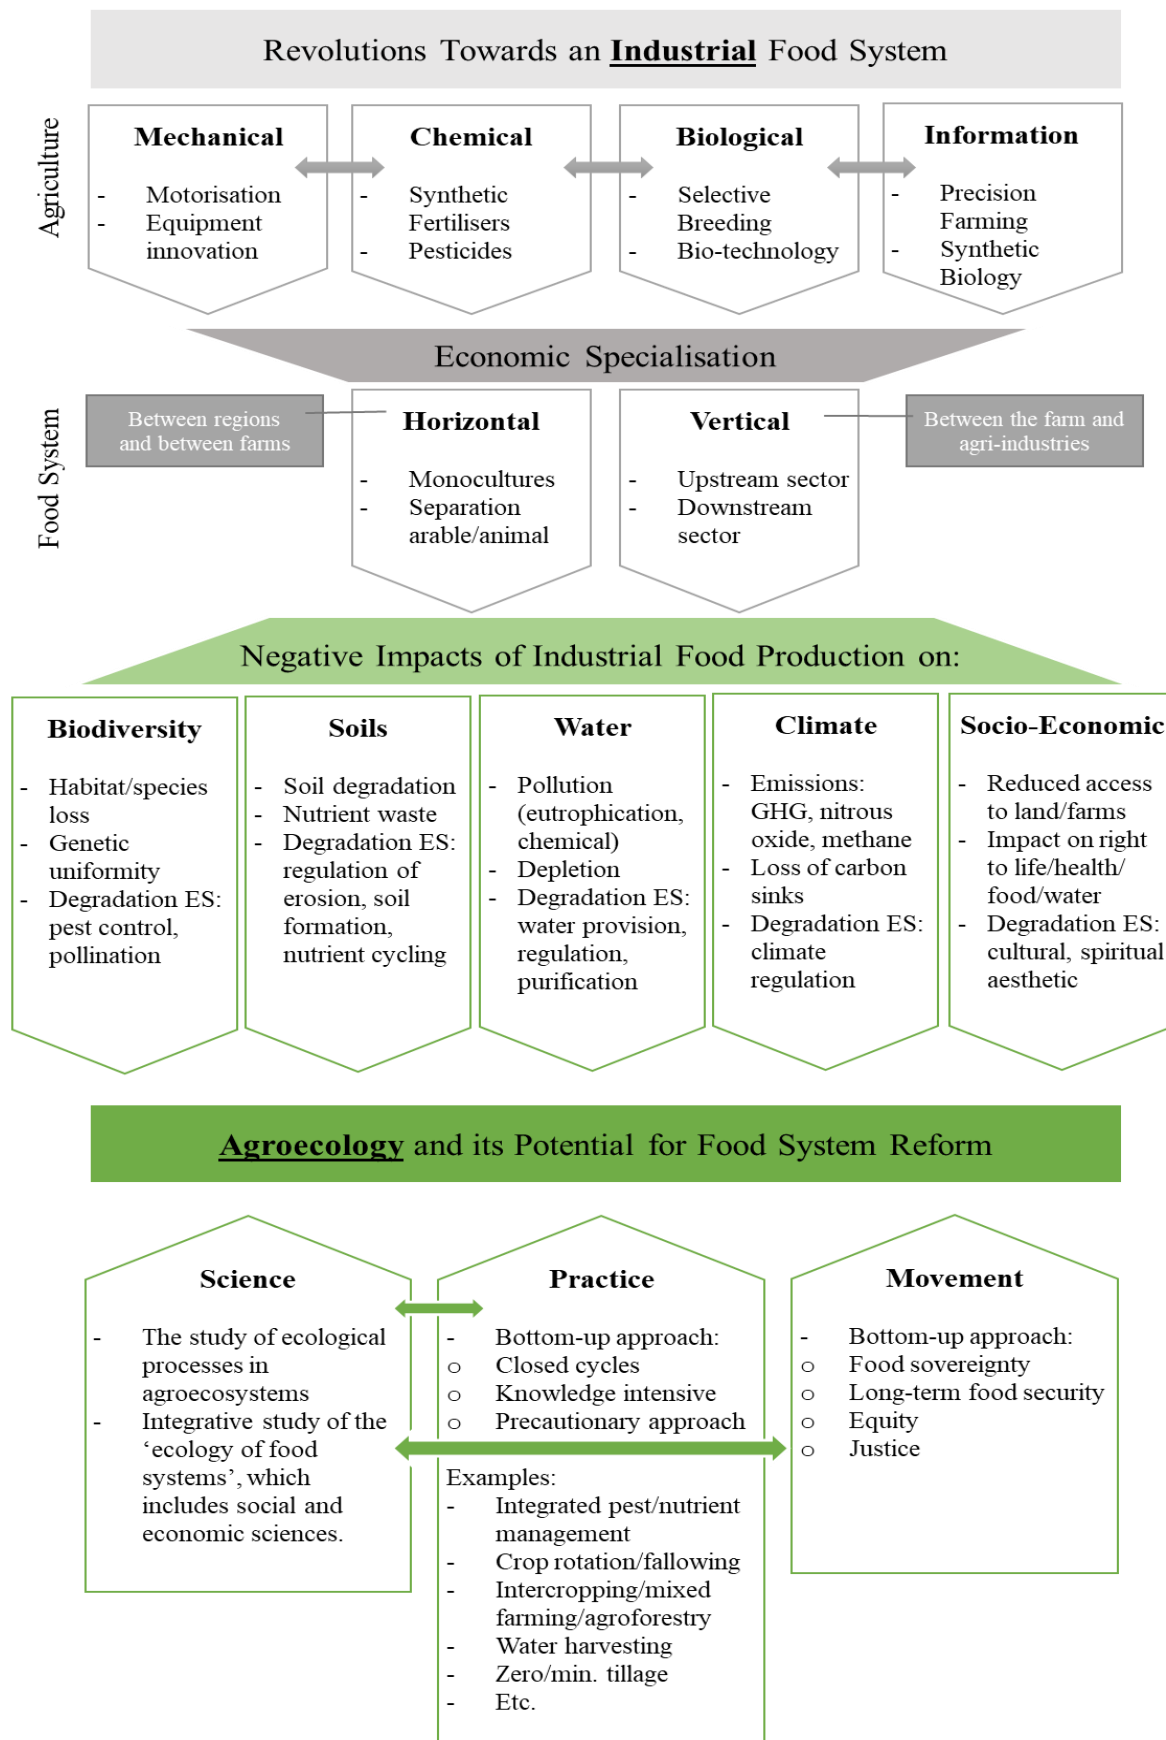 Revolutions Towards an Industrial Food System
Agriculture
Mechanical
- Motorisation
- Equipment
innovation
Chemical
- Synthetic
Fertilisers
- Pesticides
Biological
- Selective
Breeding
- Bio-technology
Information
- Precision
Farming
- Synthetic
Biology
Economic Specialisation
Food System
Between regions
and between farms
Horizontal
- Monocultures
- Separation
arable/animal
Vertical
- Upstream sector
- Downstream
sector
Between the farm and
agri-industries
Negative Impacts of Industrial Food Production on:
Biodiversity
- Habitat/species
loss
- Genetic
uniformity
- Degradation ES:
pest control,
pollination
Soils
- Soil degradation
- Nutrient waste
- Degradation ES:
regulation of
erosion, soil
formation,
nutrient cycling
Water
- Pollution
(eutrophication,
chemical)
- Depletion
- Degradation ES:
water provision,
regulation,
purification
Climate
- Emissions:
GHG, nitrous
oxide, methane
- Loss of carbon
sinks
- Degradation ES:
climate
regulation
Socio-Economic
- Reduced access
to land/farms
- Impact on right
to life/health/
food/water
- Degradation ES:
cultural, spiritual
aesthetic
Agroecology and its Potential for Food System Reform
Science
- The study of ecological
processes in
agroecosystems
- Integrative study of the
‘ecology of food
systems’, which
includes social and
economic sciences.
Practice
- Bottom-up approach:
o Closed cycles
o Knowledge intensive
o Precautionary approach
Examples:
- Integrated pest/nutrient
management
- Crop rotation/fallowing
- Intercropping/mixed
farming/agroforestry
- Water harvesting
- Zero/min. tillage
- Etc.
Movement
- Bottom-up approach:
o Food sovereignty
o Long-term food security
o Equity
o Justice